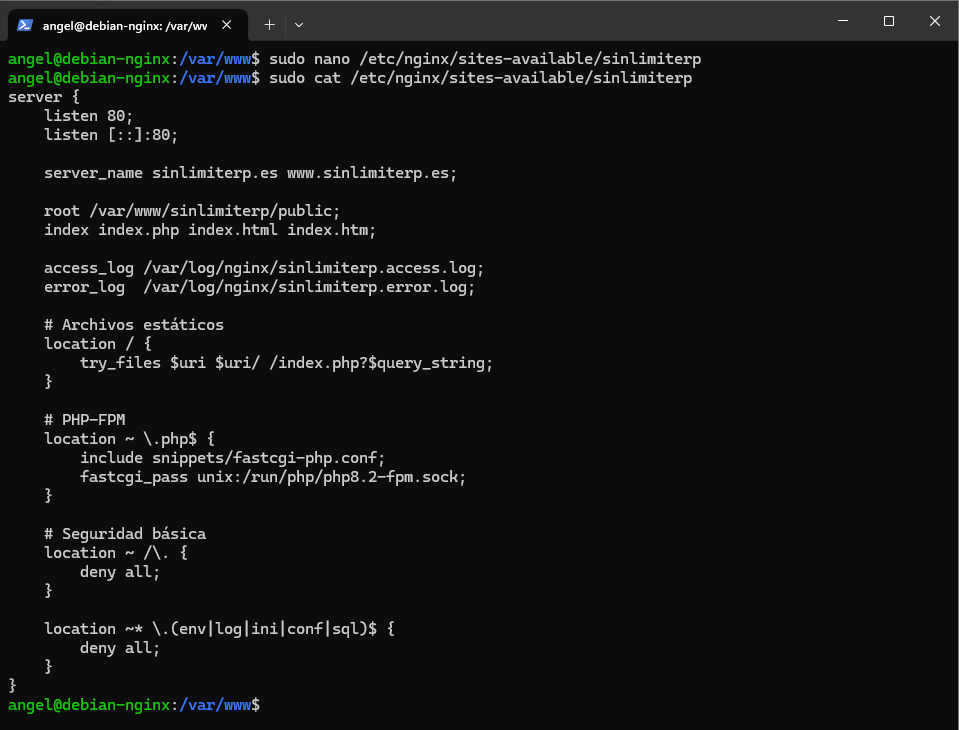 angel@debian-nginx: /var/wv
angel@debian-nginx:/var/www$ sudo nano /etc/nginx/sites-available/sinlimiterp
angel@debian-nginx:/var/www$ sudo cat /etc/nginx/sites-available/sinlimiterp
server {
    listen 80;
    listen [::]:80;

    server_name sinlimiterp.es www.sinlimiterp.es;

    root /var/www/sinlimiterp/public;
    index index.php index.html index.htm;

    access_log /var/log/nginx/sinlimiterp.access.log;
    error_log  /var/log/nginx/sinlimiterp.error.log;

    # Archivos estáticos
    location / {
        try_files $uri $uri/ /index.php?$query_string;
    }

    # PHP-FPM
    location ~ \.php$ {
        include snippets/fastcgi-php.conf;
        fastcgi_pass unix:/run/php/php8.2-fpm.sock;
    }

    # Seguridad básica
    location ~ /\. {
        deny all;
    }

    location ~* \.(env|log|ini|conf|sql)$ {
        deny all;
    }
}
angel@debian-nginx:/var/www$